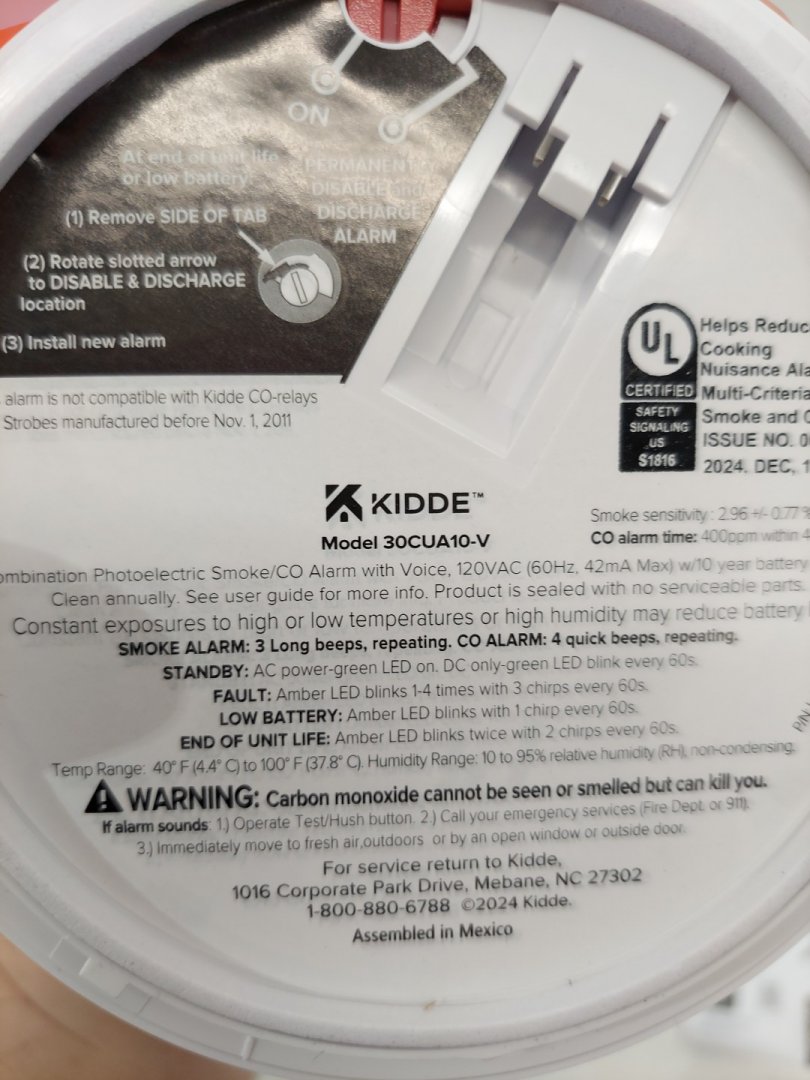 ON
At end of unit life
or low battery:
PERMANENTLY
DISABLE and
DISCHARGE
ALARM
(1) Remove SIDE OF TAB
(2) Rotate slotted arrow
to DISABLE & DISCHARGE
location
(3) Install new alarm
alarm is not compatible with Kidde CO-relays
Strobes manufactured before Nov. 1, 2011
UL
CERTIFIED
SAFETY
SIGNALING
US
S1816
Helps Reduc
Cooking
Nuisance Ala
Multi-Criteria
Smoke and C
ISSUE NO. 0
2024. DEC, 1
KIDDE™
Model 30CUA10-V
Smoke sensitivity: 2.96 +/- 0.77 %
CO alarm time: 400ppm within 4
ombination Photoelectric Smoke/CO Alarm with Voice, 120VAC (60Hz, 42mA Max) w/10 year battery
Clean annually. See user guide for more info. Product is sealed with no serviceable parts.
Constant exposures to high or low temperatures or high humidity may reduce battery
SMOKE ALARM: 3 Long beeps, repeating. CO ALARM: 4 quick beeps, repeating.
STANDBY: AC power-green LED on. DC only-green LED blink every 60s.
FAULT: Amber LED blinks 1-4 times with 3 chirps every 60s.
LOW BATTERY: Amber LED blinks with 1 chirp every 60s.
END OF UNIT LIFE: Amber LED blinks twice with 2 chirps every 60s.
P/N
Temp Range: 40° F (4.4° C) to 100° F (37.8° C). Humidity Range: 10 to 95% relative humidity (RH), non-condensing.
WARNING: Carbon monoxide cannot be seen or smelled but can kill you.
If alarm sounds: 1.) Operate Test/Hush button. 2.) Call your emergency services (Fire Dept. or 911).
3.) Immediately move to fresh air,outdoors or by an open window or outside door.
For service return to Kidde,
1016 Corporate Park Drive, Mebane, NC 27302
1-800-880-6788 ©2024 Kidde.
Assembled in Mexico